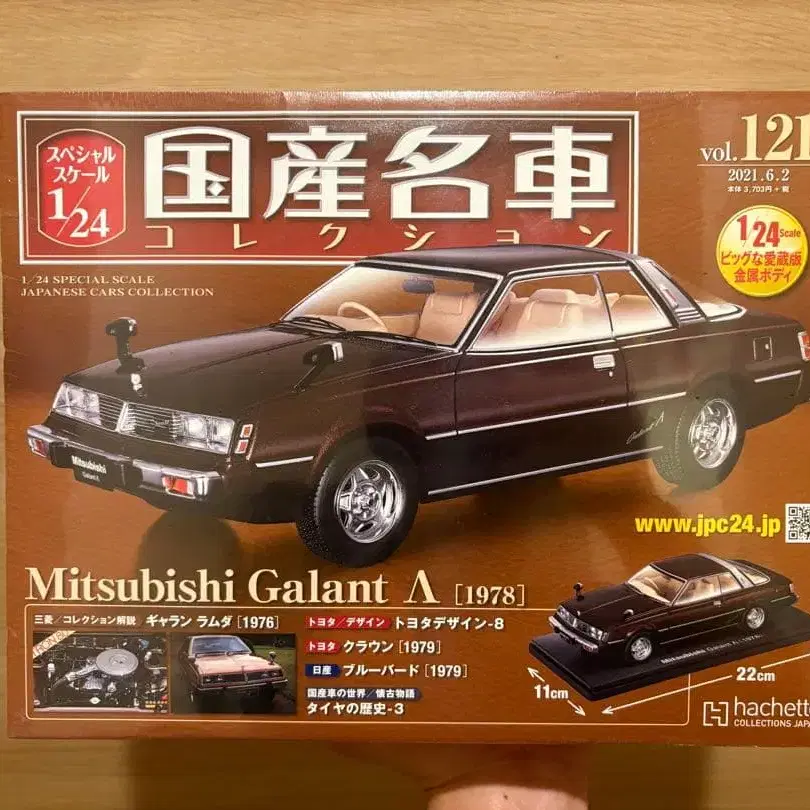 スペシャル
スケール
1/24
国産名車
コレクション
vol.121
2021.6.2
本体 3,703円+税
1/24 SPECIAL SCALE
JAPANESE CARS COLLECTION
1/24 Scale
ビッグな愛蔵版
金属ボディ
Galant Λ
Mitsubishi
Galant Λ
www.jpc24.jp
Mitsubishi Galant Λ [1978]
三菱/コレクション解説 ギャラン ラムダ [1976]
トヨタ/デザイン トヨタデザイン-8
トヨタ クラウン [1979]
日産 ブルーバード [1979]
国産車の世界/懐古物語
タイヤの歴史-3
Mitsubishi Galant Λ (1978)
11cm
22cm
hachette
COLLECTIONS JAPA